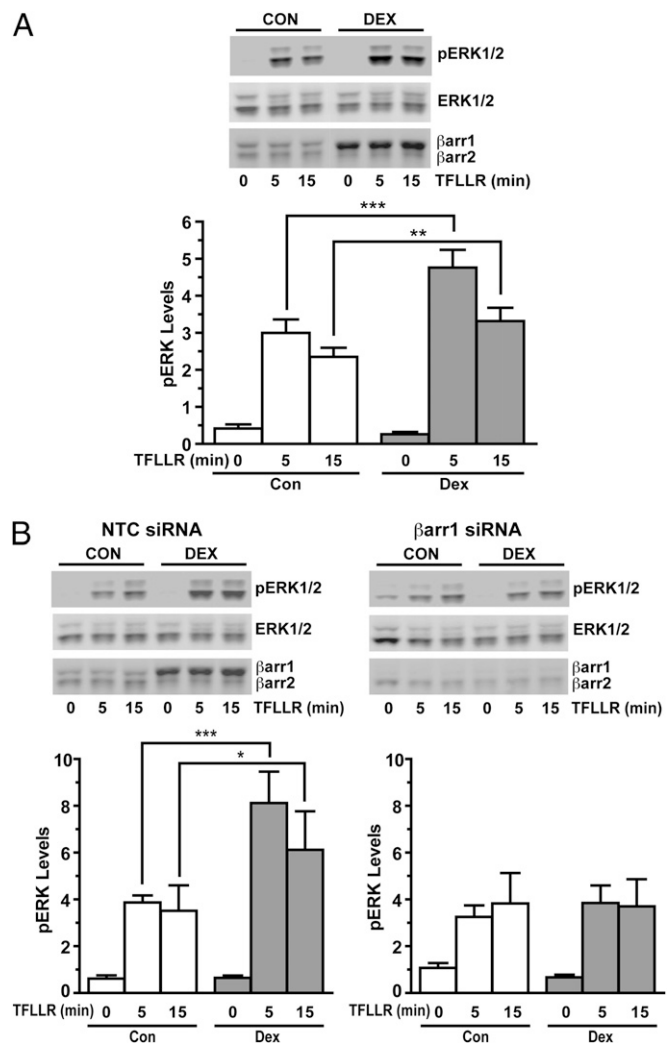 A
CON DEX
pERK1/2
ERK1/2
βarr1
βarr2
0 5 15 0 5 15 TFLLR (min)
***
**
pERK Levels
6
5
4
3
2
1
0
TFLLR (min) 0 5 15 0 5 15
Con Dex
B
NTC siRNA
CON DEX
pERK1/2
ERK1/2
βarr1
βarr2
0 5 15 0 5 15 TFLLR (min)
***
*
pERK Levels
10
8
6
4
2
0
TFLLR (min) 0 5 15 0 5 15
Con Dex
βarr1 siRNA
CON DEX
pERK1/2
ERK1/2
βarr1
βarr2
0 5 15 0 5 15 TFLLR (min)
pERK Levels
10
8
6
4
2
0
TFLLR (min) 0 5 15 0 5 15
Con Dex